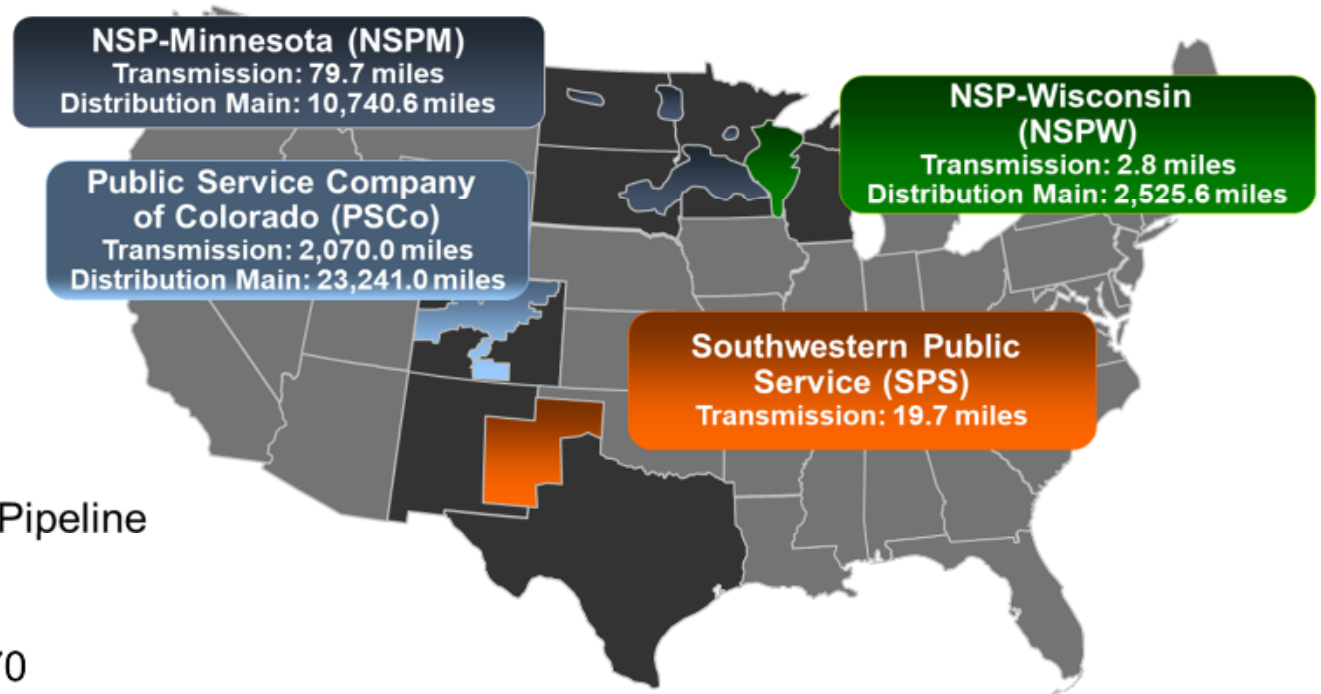 NSP-Minnesota (NSPM)
Transmission: 79.7 miles
Distribution Main: 10,740.6 miles
NSP-Wisconsin
(NSPW)
Transmission: 2.8 miles
Distribution Main: 2,525.6 miles
Public Service Company
of Colorado (PSCo)
Transmission: 2,070.0 miles
Distribution Main: 23,241.0 miles
Southwestern Public
Service (SPS)
Transmission: 19.7 miles
Pipeline